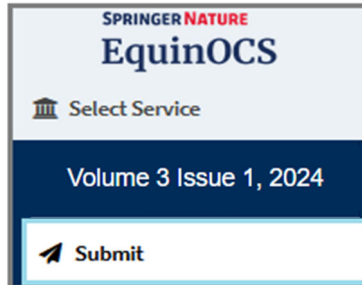 SPRINGER NATURE
EquinOCS
Select Service
Volume 3 Issue 1, 2024
Submit